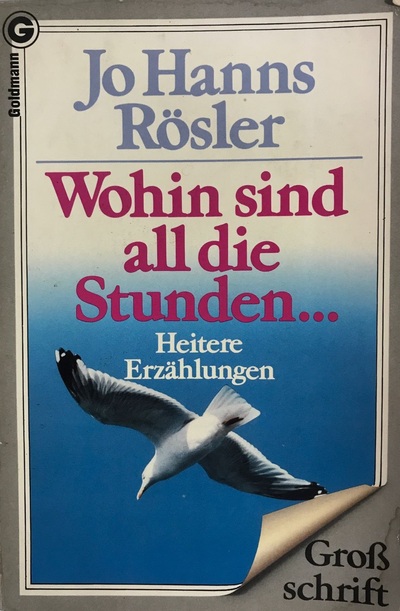 G
Goldmann
Jo Hanns
Rösler
Wohin sind
all die
Stunden...
Heitere
Erzählungen
Groß
schrift